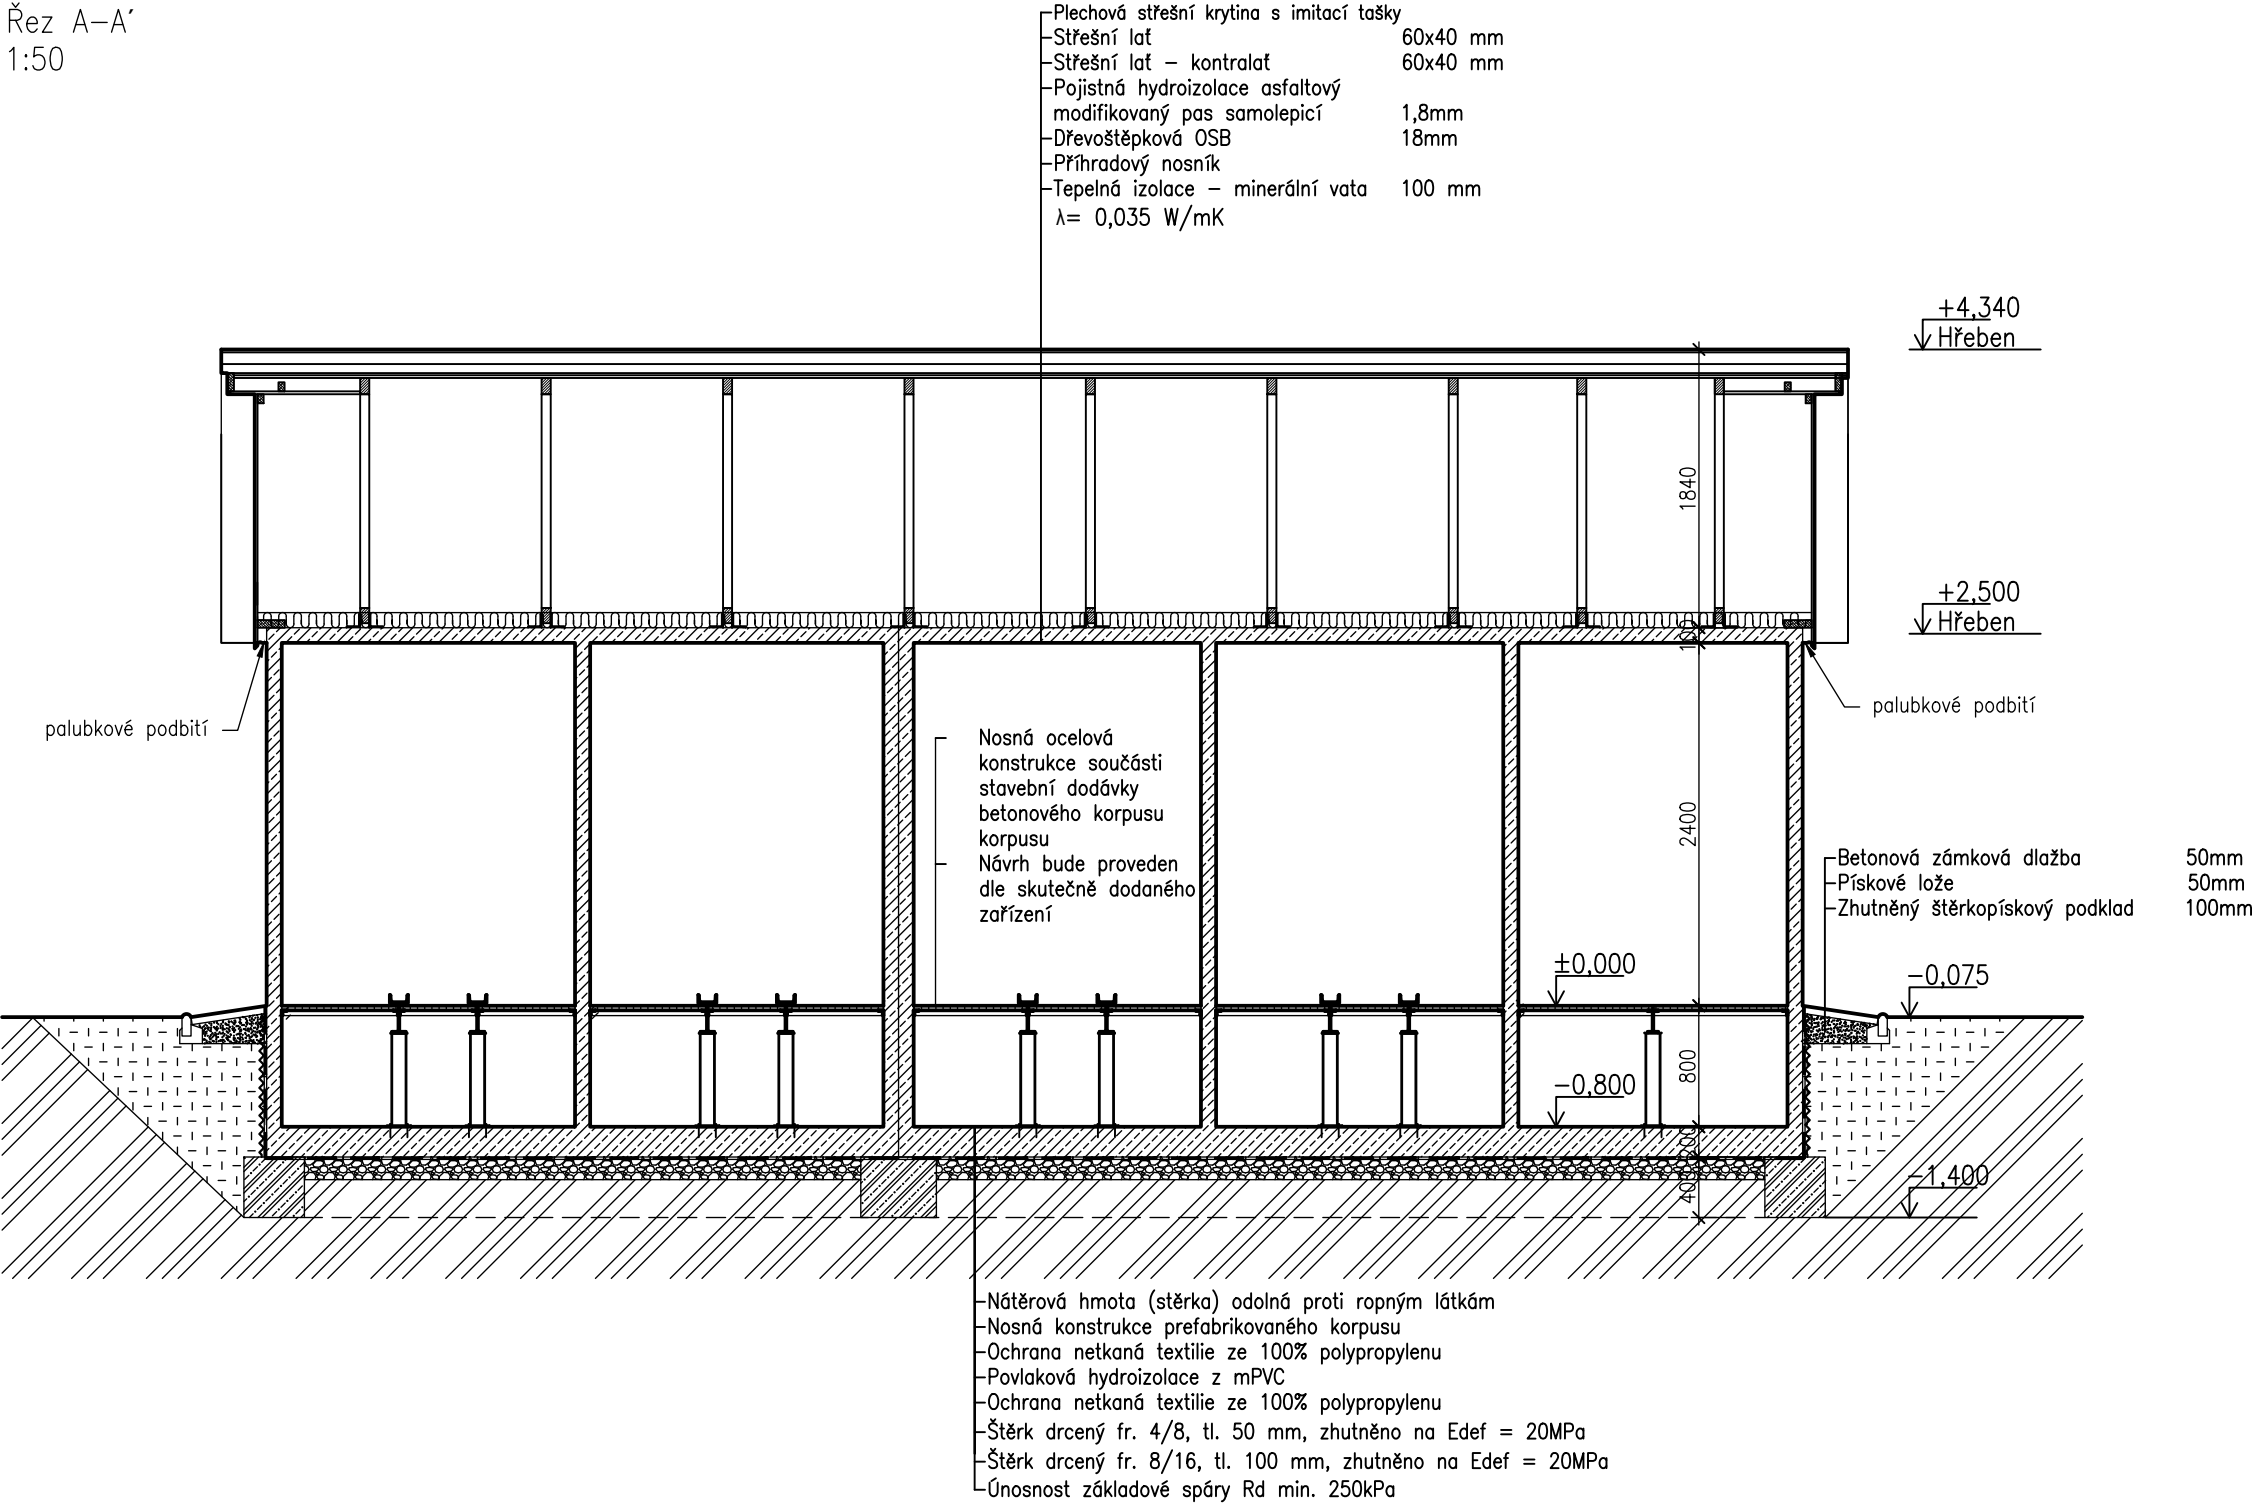 Řez A-A´
1:50
Plechová střešní krytina s imitací tašky
Střešní lať 60x40 mm
Střešní lať - kontralať 60x40 mm
Pojistná hydroizolace asfaltový
modifikovaný pas samolepicí 1,8mm
Dřevoštěpková OSB 18mm
Příhradový nosník
Tepelná izolace - minerální vata 100 mm
λ= 0,035 W/mK
+4,340
Hřeben
1840
+2,500
Hřeben
100
palubkové podbití
palubkové podbití
Nosná ocelová
konstrukce součásti
stavební dodávky
betonového korpusu
korpusu
Návrh bude proveden
dle skutečně dodaného
zařízení
2400
Betonová zámková dlažba 50mm
Pískové lože 50mm
Zhutněný štěrkopískový podklad 100mm
±0,000
-0,075
800
-0,800
200
400
-1,400
Nátěrová hmota (stěrka) odolná proti ropným látkám
Nosná konstrukce prefabrikovaného korpusu
Ochrana netkaná textilie ze 100% polypropylenu
Povlaková hydroizolace z mPVC
Ochrana netkaná textilie ze 100% polypropylenu
Štěrk drcený fr. 4/8, tl. 50 mm, zhutněno na Edef = 20MPa
Štěrk drcený fr. 8/16, tl. 100 mm, zhutněno na Edef = 20MPa
Únosnost základové spáry Rd min. 250kPa